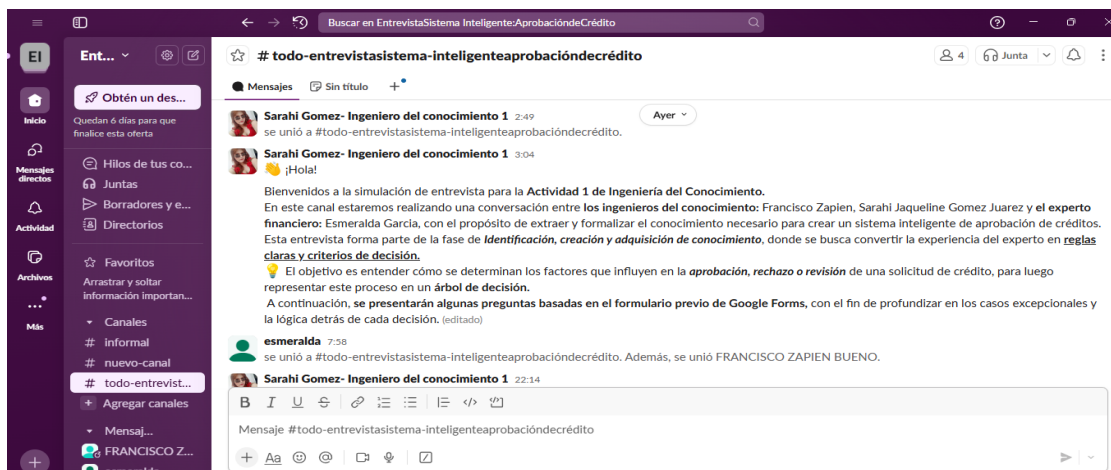 Buscar en EntrevistaSistema Inteligente:AprobacióndeCrédito
EI
Inicio
Mensajes
directos
Actividad
Archivos
Más
Ent...
Obtén un des...
Quedan 6 días para que
finalice esta oferta
Hilos de tus co...
Juntas
Borradores y e...
Directorios
Favoritos
Arrastrar y soltar
información importan...
Canales
# informal
# nuevo-canal
# todo-entrevist...
+ Agregar canales
Mensaj...
FRANCISCO Z...
# todo-entrevistasistema-inteligenteaprobacióndecrédito
4
Junta
Mensajes
Sin título
+
Ayer
Sarahi Gomez- Ingeniero del conocimiento 1 2:49
se unió a #todo-entrevistasistema-inteligenteaprobacióndecrédito.
Sarahi Gomez- Ingeniero del conocimiento 1 3:04
👋 ¡Hola!
Bienvenidos a la simulación de entrevista para la Actividad 1 de Ingeniería del Conocimiento.
En este canal estaremos realizando una conversación entre los ingenieros del conocimiento: Francisco Zapien, Sarahi Jaqueline Gomez Juarez y el experto
financiero: Esmeralda Garcia, con el propósito de extraer y formalizar el conocimiento necesario para crear un sistema inteligente de aprobación de créditos.
Esta entrevista forma parte de la fase de Identificación, creación y adquisición de conocimiento, donde se busca convertir la experiencia del experto en reglas
claras y criterios de decisión.
💡 El objetivo es entender cómo se determinan los factores que influyen en la aprobación, rechazo o revisión de una solicitud de crédito, para luego
representar este proceso en un árbol de decisión.
A continuación, se presentarán algunas preguntas basadas en el formulario previo de Google Forms, con el fin de profundizar en los casos excepcionales y
la lógica detrás de cada decisión. (editado)
esmeralda 7:58
se unió a #todo-entrevistasistema-inteligenteaprobacióndecrédito. Además, se unió FRANCISCO ZAPIEN BUENO.
Sarahi Gomez- Ingeniero del conocimiento 1 22:14
B I U S
Mensaje #todo-entrevistasistema-inteligenteaprobacióndecrédito
+ Aa @